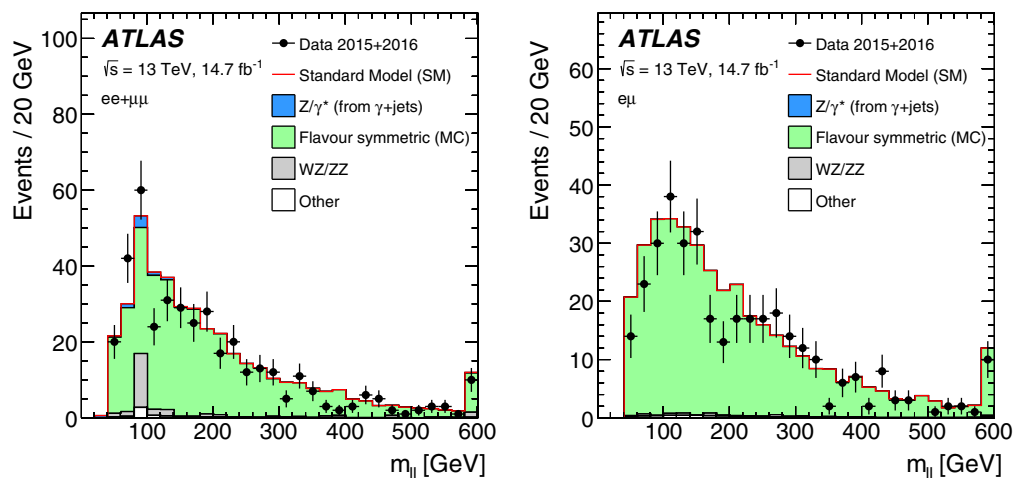 ATLAS
√s = 13 TeV, 14.7 fb⁻¹
ee+μμ
Data 2015+2016
Standard Model (SM)
Z/γ* (from γ+jets)
Flavour symmetric (MC)
WZ/ZZ
Other
Events / 20 GeV
100
80
60
40
20
0
100 200 300 400 500 600
m_ll [GeV]
ATLAS
√s = 13 TeV, 14.7 fb⁻¹
eμ
Data 2015+2016
Standard Model (SM)
Z/γ* (from γ+jets)
Flavour symmetric (MC)
WZ/ZZ
Other
Events / 20 GeV
60
50
40
30
20
10
0
100 200 300 400 500 600
m_ll [GeV]